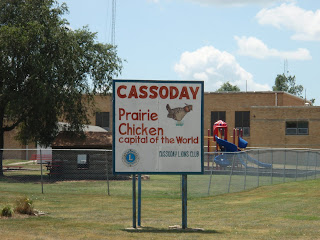 CASSODAY
Prairie
Chicken
capital of the World
CASSODAY LIONS CLUB